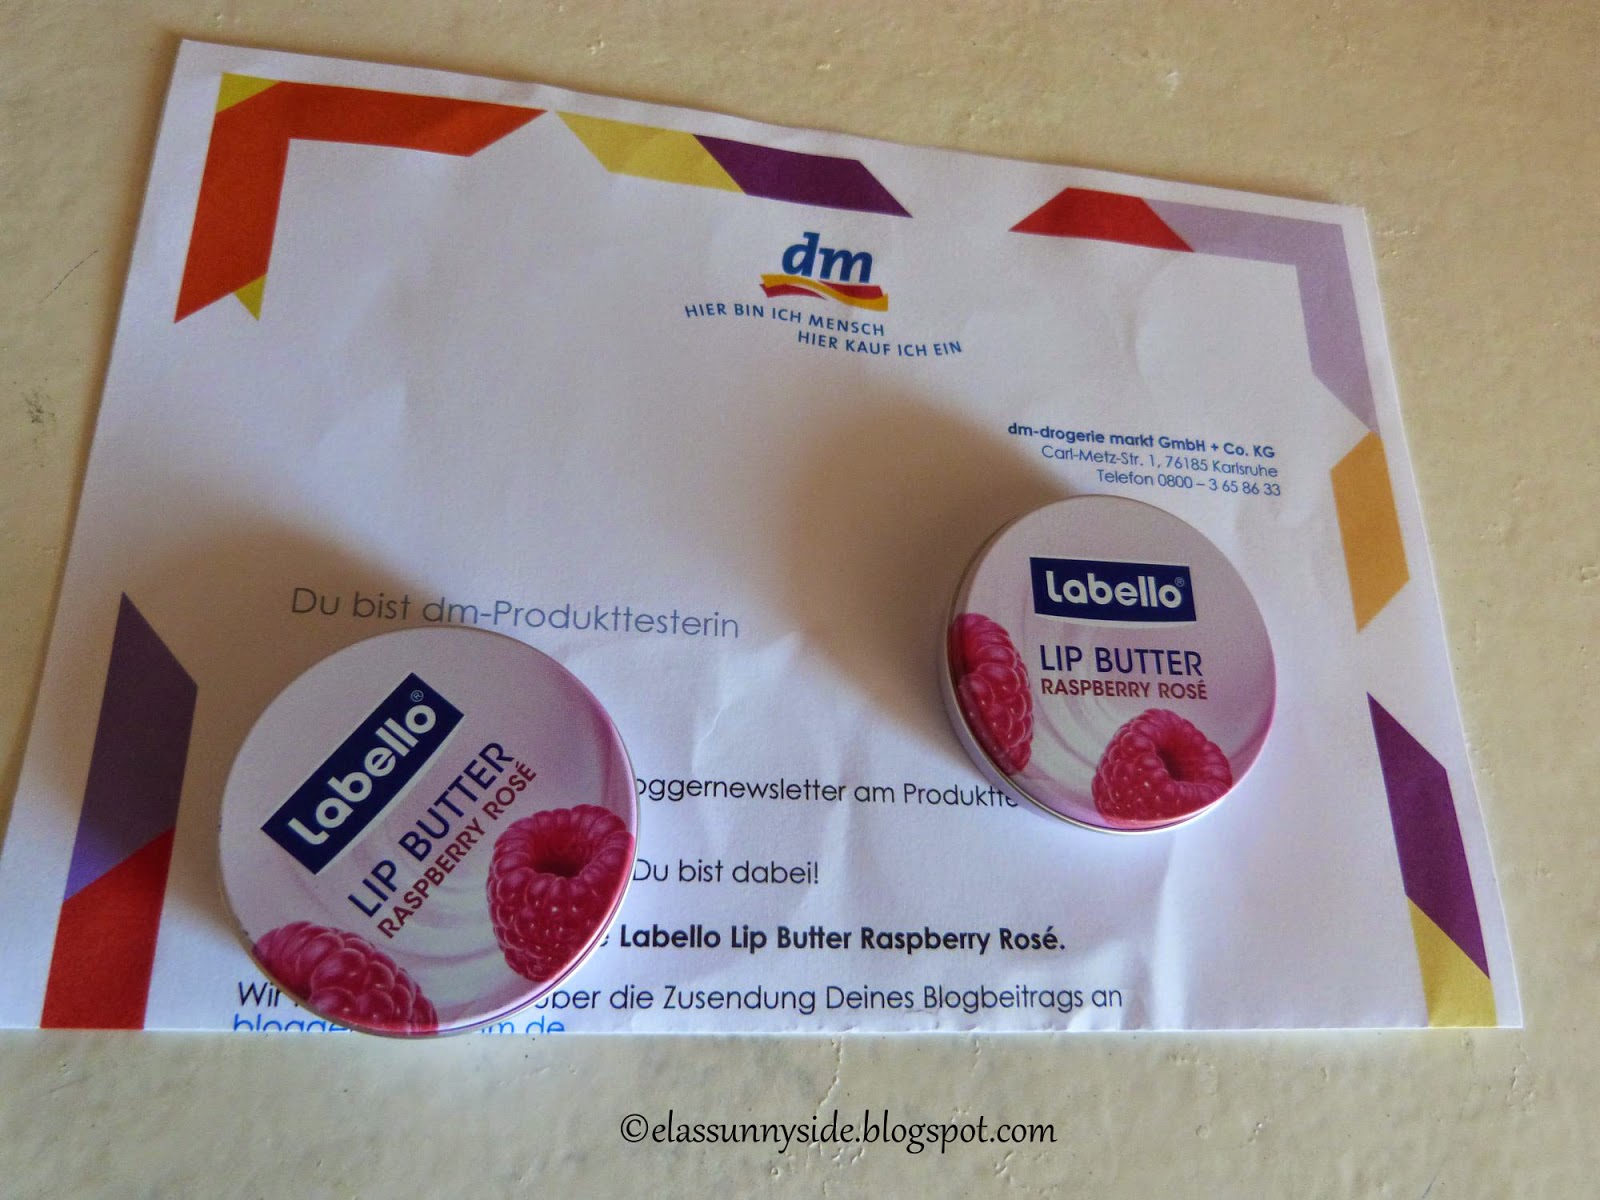 dm
HIER BIN ICH MENSCH
HIER KAUF ICH EIN
dm-drogerie markt GmbH + Co. KG
Carl-Metz-Str. 1, 76185 Karlsruhe
Telefon 0800 – 3 65 86 33
Du bist dm-Produkttesterin
Labello®
LIP BUTTER
RASPBERRY ROSÉ
Labello®
LIP BUTTER
RASPBERRY ROSÉ
am
Du bist dabei!
Labello Lip Butter Raspberry Rosé.
Wir die Zusendung Deines Blogbeitrags an
©elassunnyside.blogspot.com